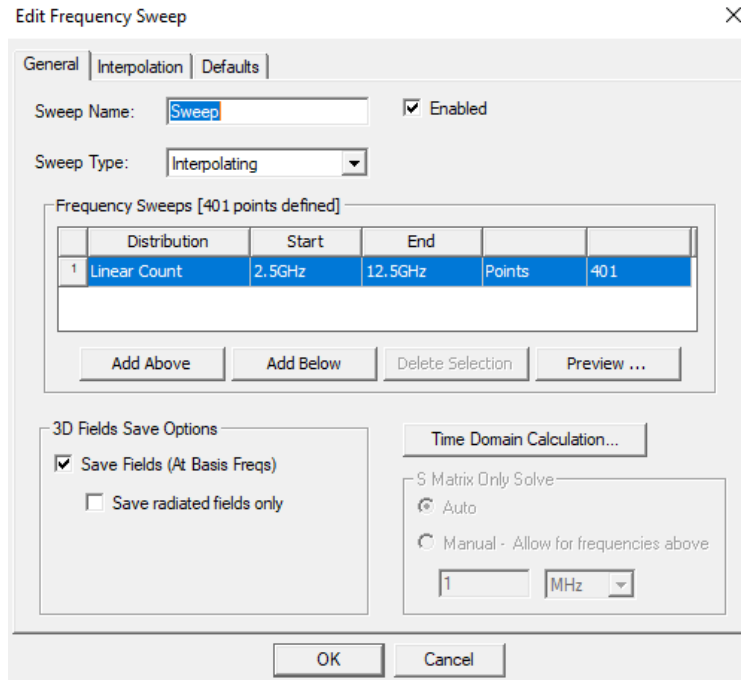 Edit Frequency Sweep
General Interpolation Defaults
Sweep Name: Sweep Enabled
Sweep Type: Interpolating
Frequency Sweeps [401 points defined]
Distribution Start End
1 Linear Count 2.5GHz 12.5GHz Points 401
Add Above Add Below Delete Selection Preview ...
3D Fields Save Options
Save Fields (At Basis Freqs)
Save radiated fields only
Time Domain Calculation...
S Matrix Only Solve
Auto
Manual - Allow for frequencies above
1 MHz
OK Cancel